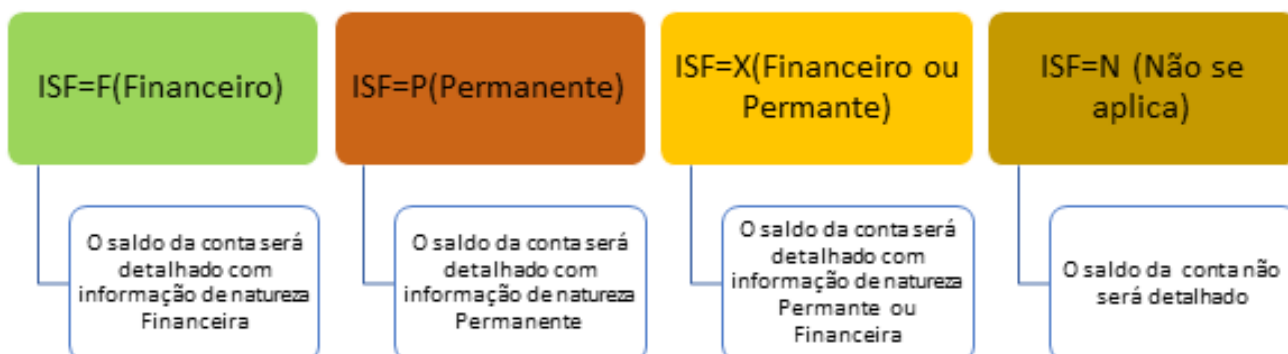 ISF=F(Financeiro)
O saldo da conta será
detalhado com
informação de natureza
Financeira
ISF=P(Permanente)
O saldo da conta será
detalhado com
informação de natureza
Permanente
ISF=X(Financeiro ou
Permante)
O saldo da conta será
detalhado com
informação de natureza
Permante ou
Financeira
ISF=N (Não se
aplica)
O saldo da conta não
será detalhado